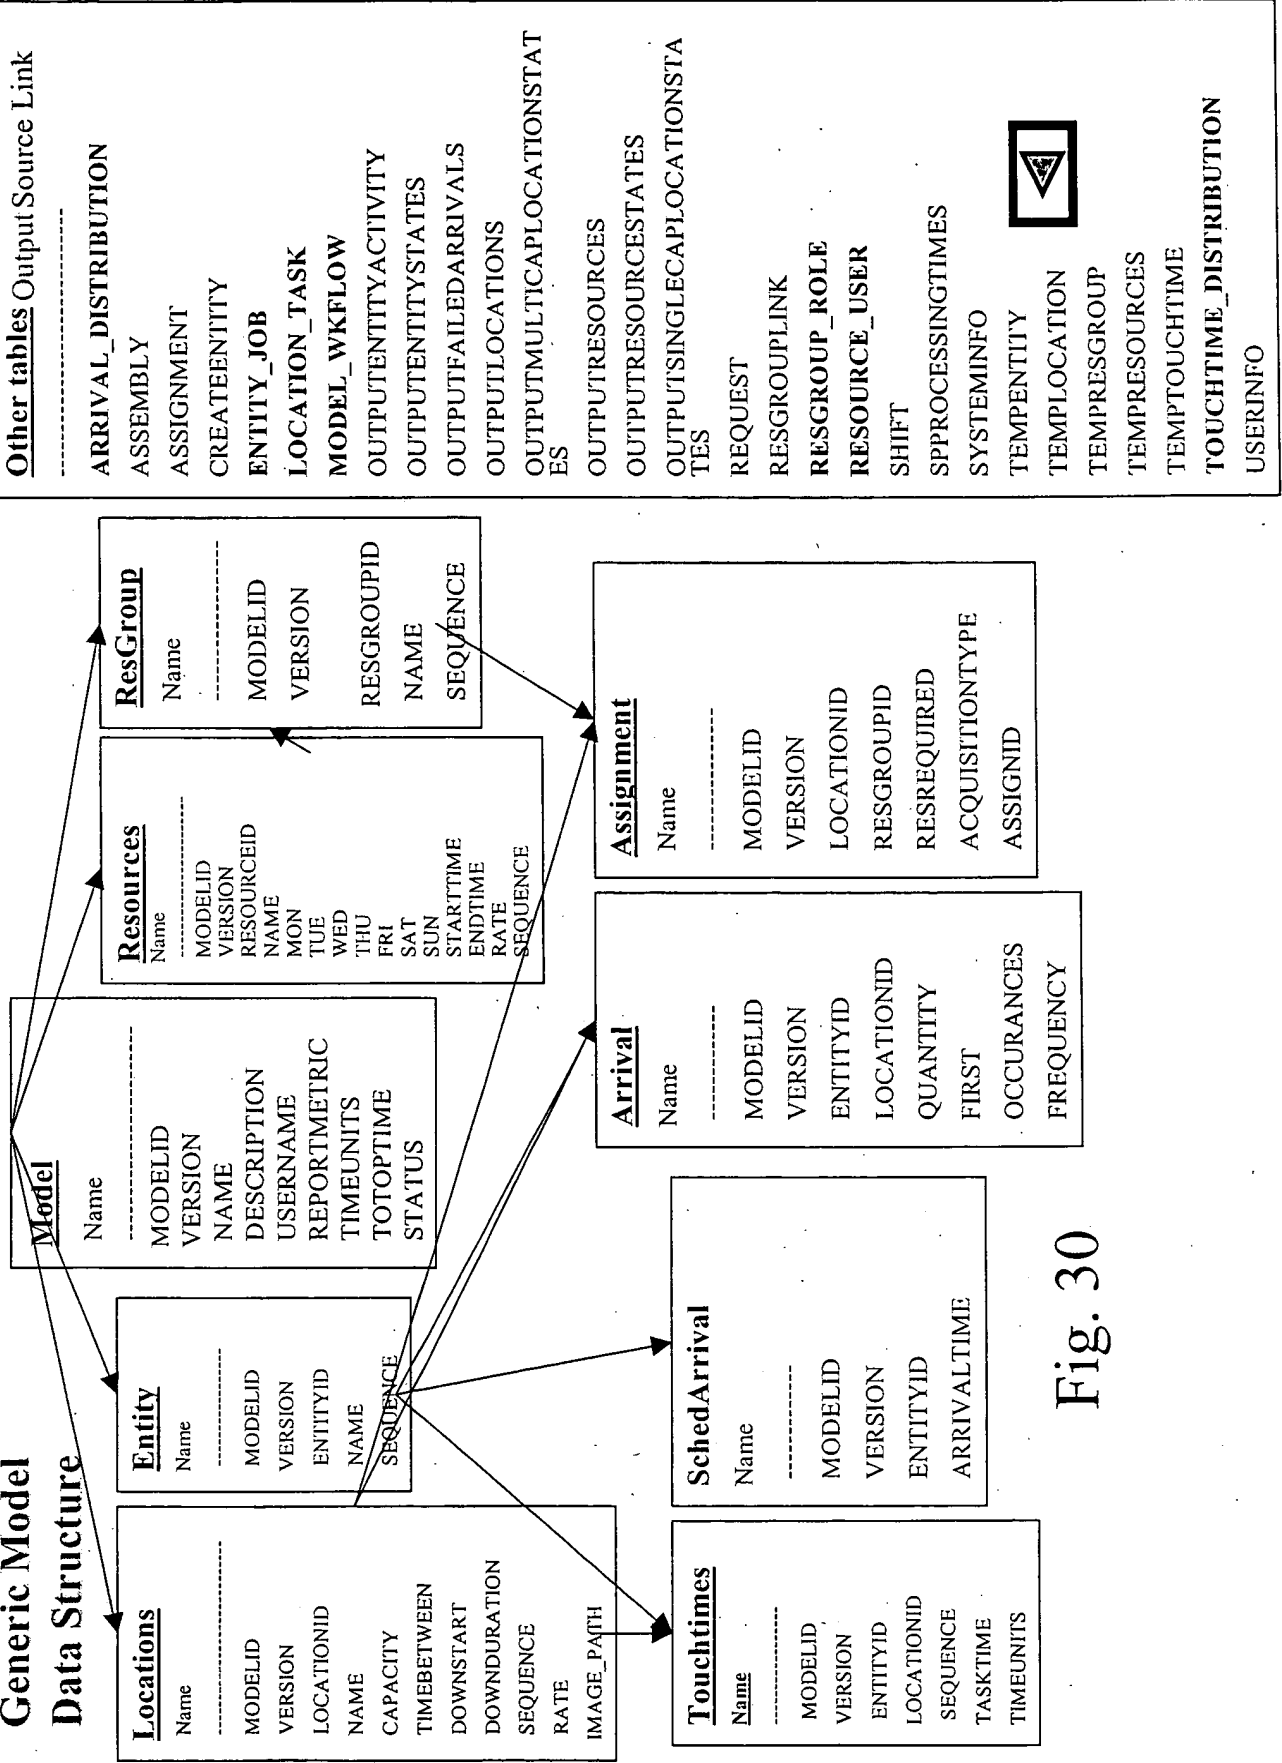 Generic Model
Data Structure
Locations
Name
------------------------
MODELID
VERSION
LOCATIONID
NAME
CAPACITY
TIMEBETWEEN
DOWNSTART
DOWNDURATION
SEQUENCE
RATE
IMAGE_PATH
Entity
Name
------------------------
MODELID
VERSION
ENTITYID
NAME
SEQUENCE
Model
Name
------------------------
MODELID
VERSION
NAME
DESCRIPTION
USERNAME
REPORTMETRIC
TIMEUNITS
TOTOPTIME
STATUS
Resources
Name
------------------------
MODELID
VERSION
RESOURCEID
NAME
MON
TUE
WED
THU
FRI
SAT
SUN
STARTTIME
ENDTIME
RATE
SEQUENCE
ResGroup
Name
------------------------
MODELID
VERSION
RESGROUPID
NAME
SEQUENCE
Touchtimes
Name
----------------
MODELID
VERSION
ENTITYID
LOCATIONID
SEQUENCE
TASKTIME
TIMEUNITS
SchedArrival
Name
----------------
MODELID
VERSION
ENTITYID
ARRIVALTIME
Arrival
Name
----------------
MODELID
VERSION
ENTITYID
LOCATIONID
QUANTITY
FIRST
OCCURANCES
FREQUENCY
Assignment
Name
----------------
MODELID
VERSION
LOCATIONID
RESGROUPID
RESREQUIRED
ACQUISITIONTYPE
ASSIGNID
Other tables Output Source Link
------------------------------
ARRIVAL_DISTRIBUTION
ASSEMBLY
ASSIGNMENT
CREATEENTITY
ENTITY_JOB
LOCATION_TASK
MODEL_WKFLOW
OUTPUTENTITYACTIVITY
OUTPUTENTITYSTATES
OUTPUTFAILEDARRIVALS
OUTPUTLOCATIONS
OUTPUTMULTICAPLOCATIONSTAT
ES
OUTPUTRESOURCES
OUTPUTRESOURCESTATES
OUTPUTISINGLECAPLOCATIONSTA
TES
REQUEST
RESGROUPLINK
RESGROUP_ROLE
RESOURCE_USER
SHIFT
SPPROCESSINGTIMES
SYSTEMINFO
TEMPENTITY
TEMPLOCATION
TEMPRESGROUP
TEMPRESOURCES
TEMPTOUCHTIME
TOUCHTIME_DISTRIBUTION
USERINFO
Fig. 30